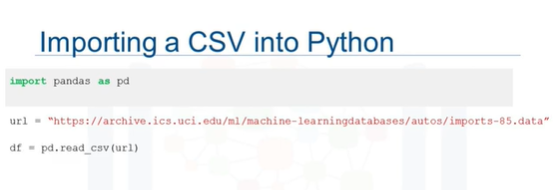 Importing a CSV into Python
import pandas as pd
url = “https://archive.ics.uci.edu/ml/machine-learningdatabases/autos/imports-85.data”
df = pd.read_csv(url)